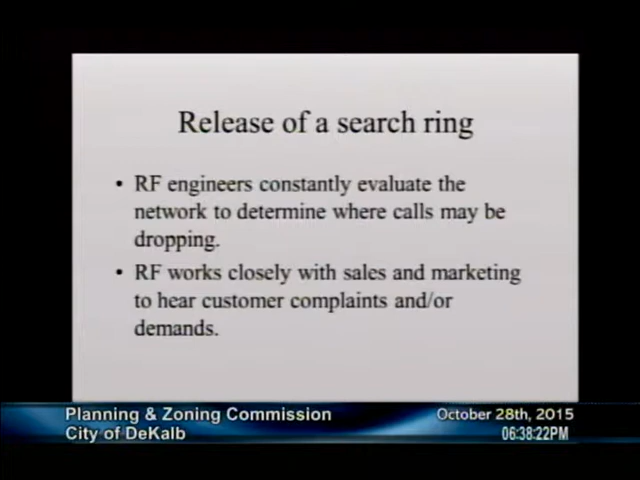 Release of a search ring
• RF engineers constantly evaluate the
network to determine where calls may be
dropping.
• RF works closely with sales and marketing
to hear customer complaints and/or
demands.
Planning & Zoning Commission
October 28th, 2015
City of DeKalb
06:38:22PM